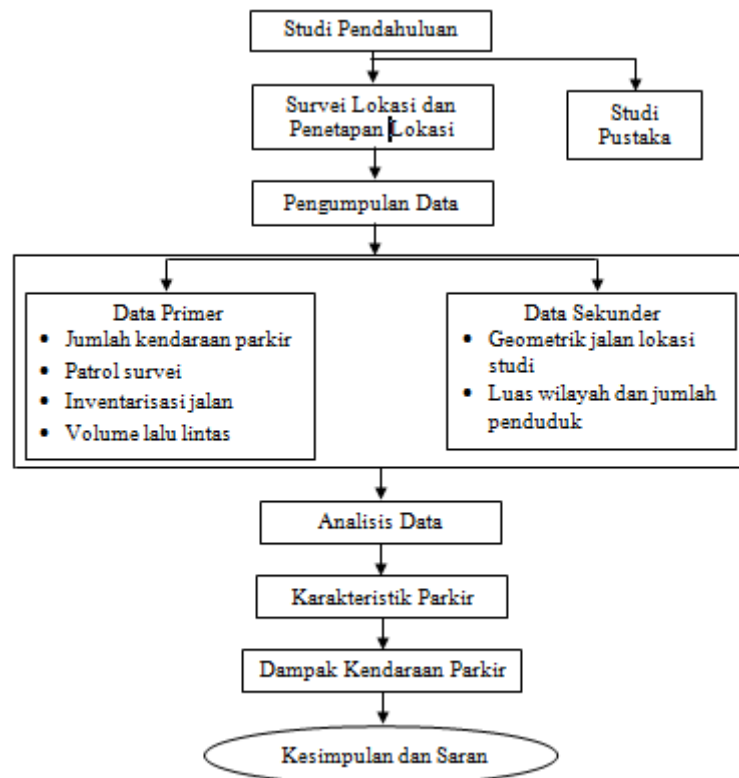 Studi Pendahuluan
Survei Lokasi dan
Penetapan Lokasi
Studi
Pustaka
Pengumpulan Data
Data Primer
• Jumlah kendaraan parkir
• Patrol survei
• Inventarisasi jalan
• Volume lalu lintas
Data Sekunder
• Geometrik jalan lokasi
studi
• Luas wilayah dan jumlah
penduduk
Analisis Data
Karakteristik Parkir
Dampak Kendaraan Parkir
Kesimpulan dan Saran